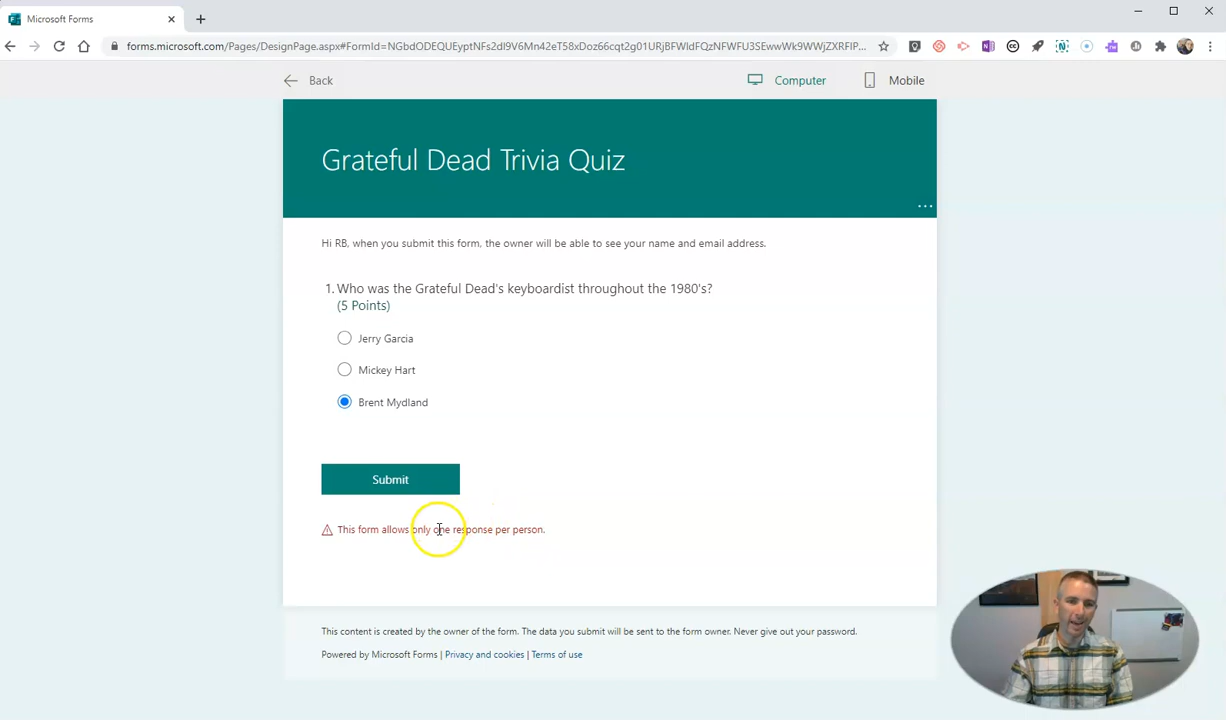 Microsoft Forms
forms.microsoft.com/Pages/DesignPage.aspx#FormId=NGbdODEQUEyptNFs2dI9V6Mn42eT58xDoz66cqt2g01URjBFWldFQzNFWFU3SEwwWk9WWjZXRFIP...
Back
Computer
Mobile
Grateful Dead Trivia Quiz
...
Hi RB, when you submit this form, the owner will be able to see your name and email address.
1. Who was the Grateful Dead's keyboardist throughout the 1980's?
(5 Points)
Jerry Garcia
Mickey Hart
Brent Mydland
Submit
This form allows only one response per person.
This content is created by the owner of the form. The data you submit will be sent to the form owner. Never give out your password.
Powered by Microsoft Forms | Privacy and cookies | Terms of use